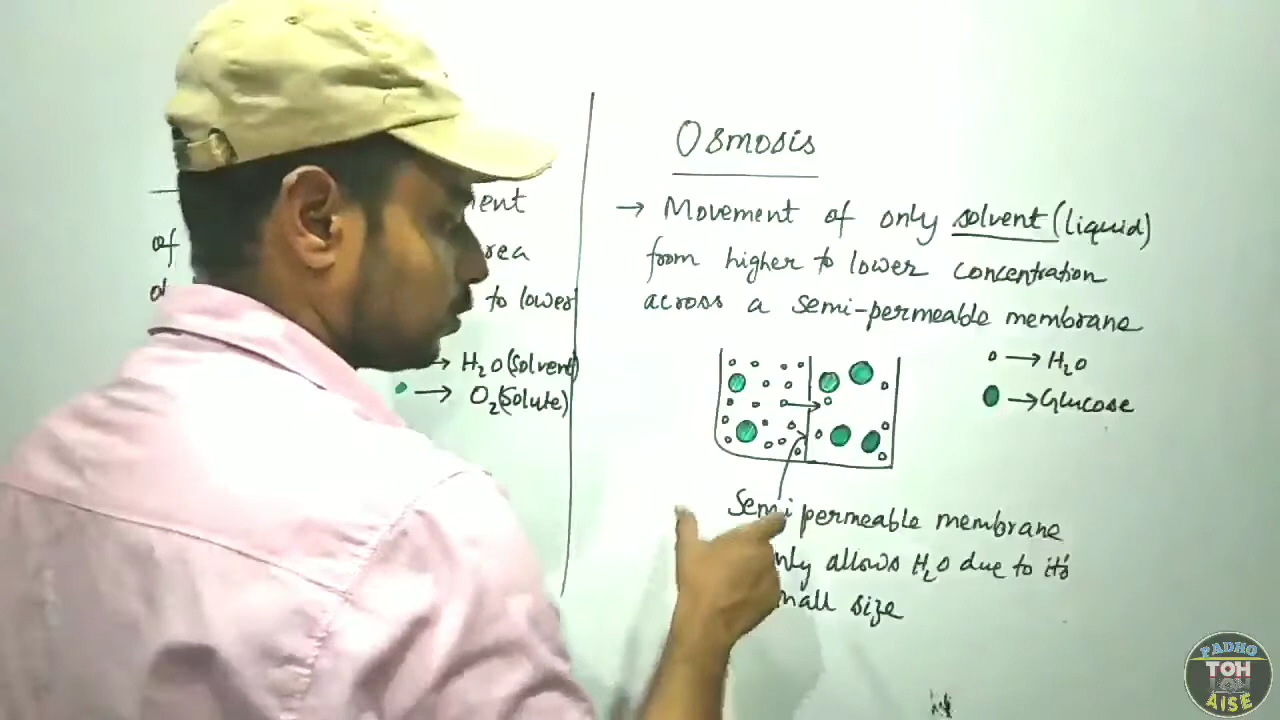 ent
of
rea
to lower
→ H₂O (Solvent)
→ O₂ (Solute)
Osmosis
→ Movement of only solvent (liquid)
from higher to lower concentration
across a semi-permeable membrane
→ H₂O
→ Glucose
Semi permeable membrane
nly allows H₂O due to it's
mall size
PADHO
TOH
AISE